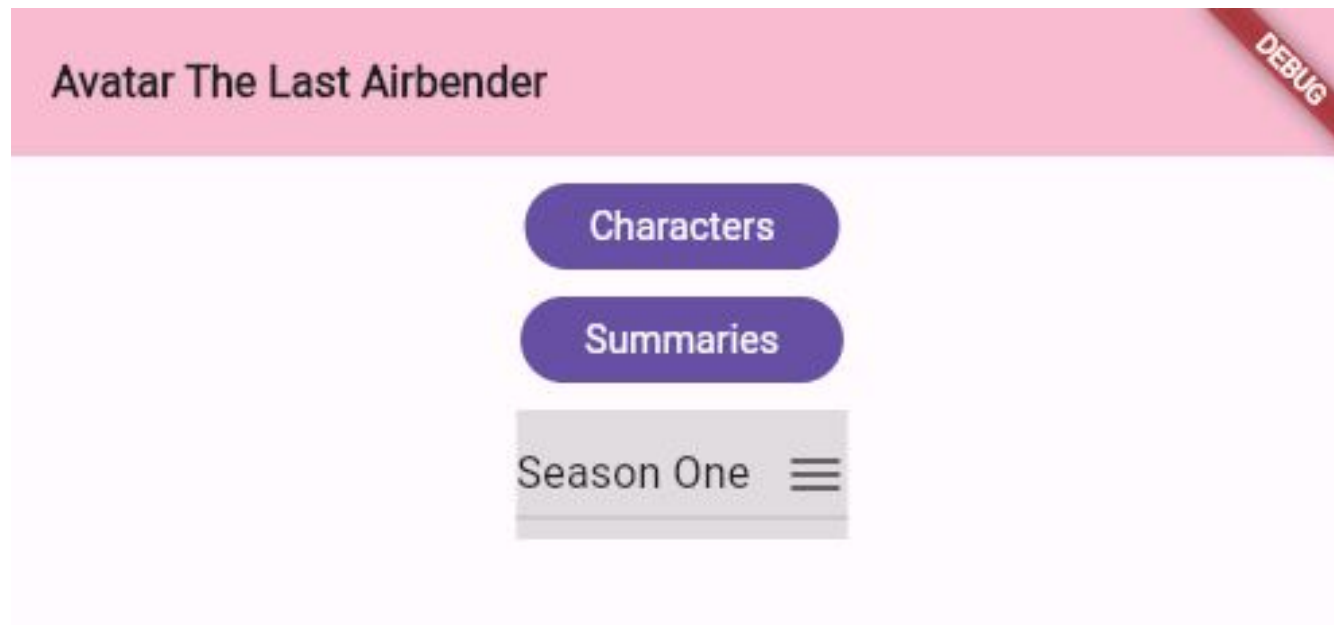 Avatar The Last Airbender
DEBUG
Characters
Summaries
Season One